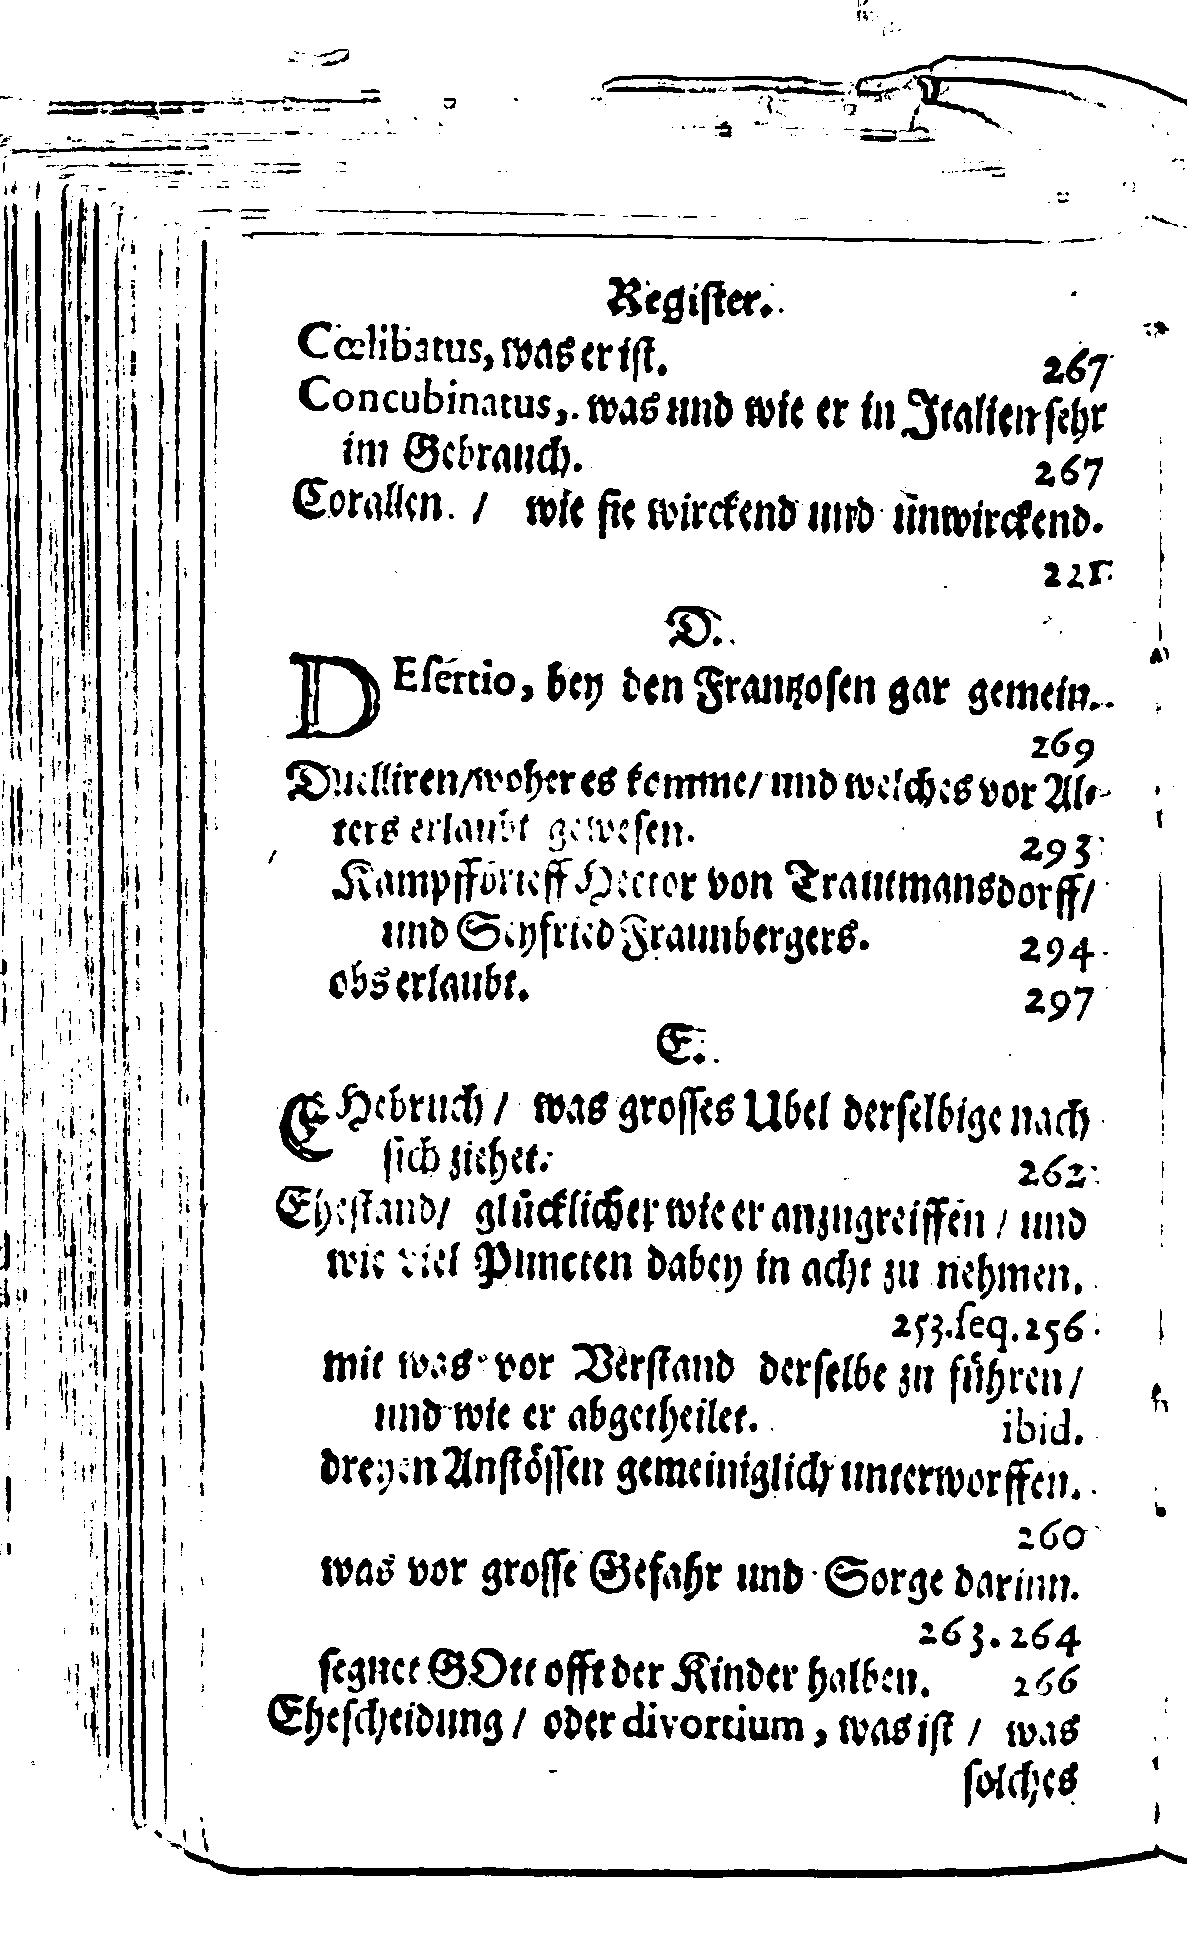 Regiſter.
Cœlibatus, was er iſt. 267
Concubinatus, was und wie er in Italien ſehr
im Gebrauch. 267
Corallen / wie ſie wirckend und unwirckend.
221
D.
DEſertio, bey den Frantzoſen gar gemein.
269
Duelliren / woher es komme / und welches vor Al-
ters erlaubt geweſen. 293
Kampff Hector von Trautmansdorff /
und Seyfried Fraunbergers. 294
obs erlaubt. 297
E.
EHebruch / was groſſes Ubel derſelbige nach
ſich ziehet. 262
Eheſtand / glücklicher wie er anzugreiffen / und
wie viel Puncten dabey in acht zu nehmen.
253. ſeq. 256
mit was vor Verſtand derſelbe zu führen /
und wie er abgetheilet. ibid.
dreyen Anſtöſſen gemeiniglich unterworffen.
260
was vor groſſe Gefahr und Sorge darinn.
263. 264
ſegnet GOtt offt der Kinder halben. 266
Eheſcheidung / oder divortium, was iſt / was
ſolches